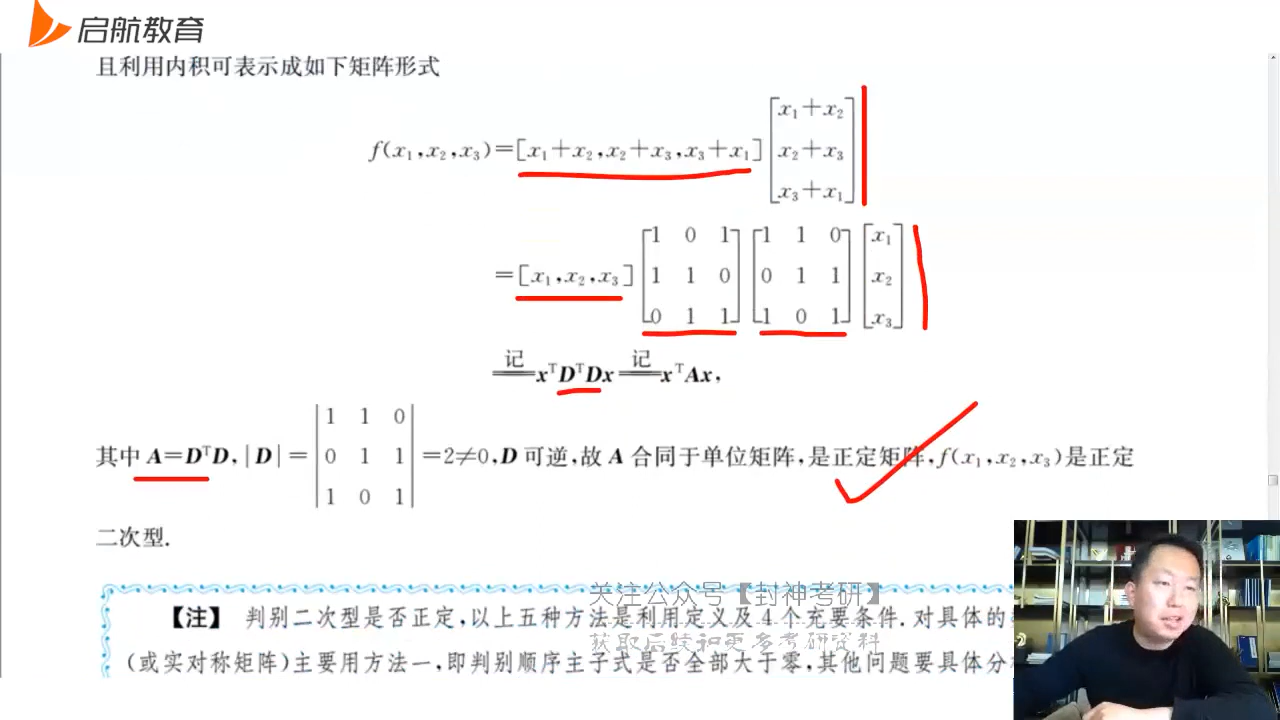 启航教育
且利用内积可表示成如下矩阵形式
f(x₁,x₂,x₃)=[x₁+x₂,x₂+x₃,x₃+x₁][x₁+x₂
x₂+x₃
x₃+x₁]
=[x₁,x₂,x₃][1 0 1
1 1 0
0 1 1][1 1 0
0 1 1
1 0 1][x₁
x₂
x₃]
记 xᵀDᵀDx 记 xᵀAx,
其中 A=DᵀD,|D|=|1 1 0
0 1 1
1 0 1|=2≠0,D 可逆,故 A 合同于单位矩阵,是正定矩阵,f(x₁,x₂,x₃)是正定
二次型.
关注公众号【封神考研】
【注】 判别二次型是否正定,以上五种方法是利用定义及 4 个充要条件.对具体的
获取后续和更多考研资料
(或实对称矩阵)主要用方法一,即判别顺序主子式是否全部大于零,其他问题要具体分